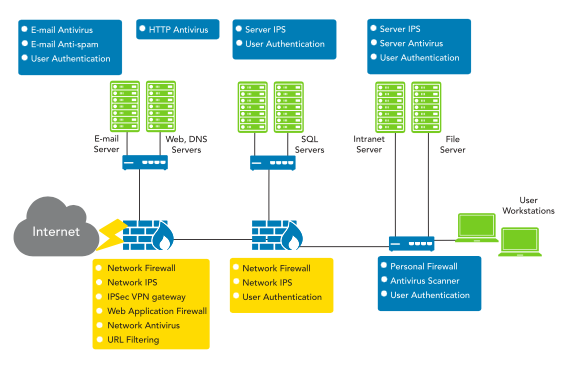 E-mail Antivirus
E-mail Anti-spam
User Authentication
HTTP Antivirus
Server IPS
User Authentication
Server IPS
Server Antivirus
User Authentication
E-mail
Server
Web, DNS
Servers
SQL
Servers
Intranet
Server
File
Server
User
Workstations
Internet
Network Firewall
Network IPS
IPSec VPN gateway
Web Application Firewall
Network Antivirus
URL Filtering
Network Firewall
Network IPS
User Authentication
Personal Firewall
Antivirus Scanner
User Authentication